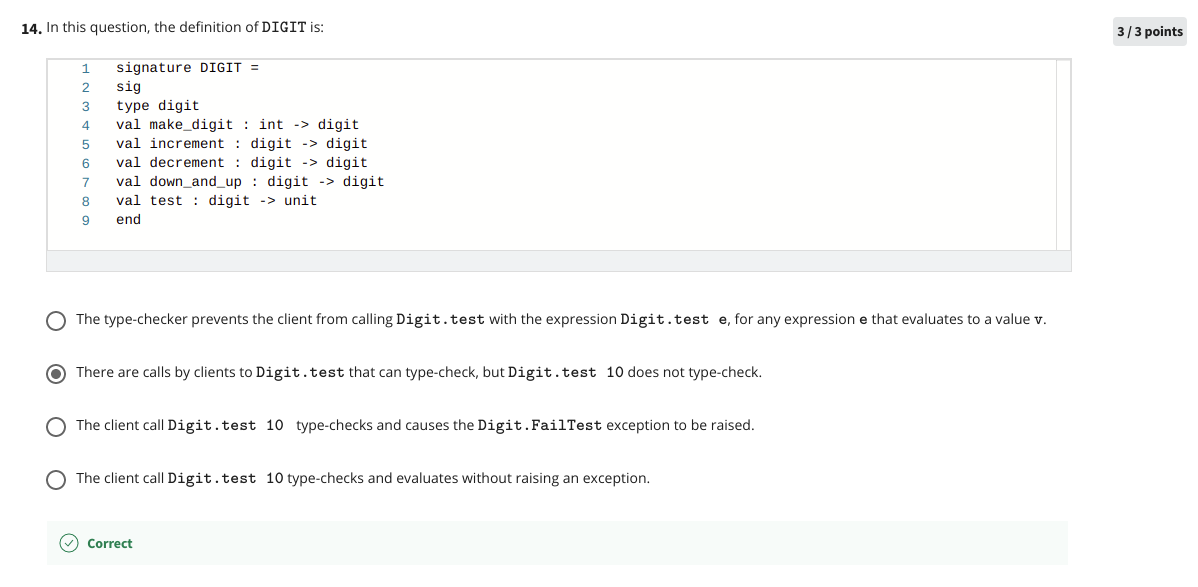 14. In this question, the definition of DIGIT is:
3 / 3 points
1 signature DIGIT =
2 sig
3 type digit
4 val make_digit : int -> digit
5 val increment : digit -> digit
6 val decrement : digit -> digit
7 val down_and_up : digit -> digit
8 val test : digit -> unit
9 end
The type-checker prevents the client from calling Digit.test with the expression Digit.test e, for any expression e that evaluates to a value v.
There are calls by clients to Digit.test that can type-check, but Digit.test 10 does not type-check.
The client call Digit.test 10 type-checks and causes the Digit.FailTest exception to be raised.
The client call Digit.test 10 type-checks and evaluates without raising an exception.
Correct